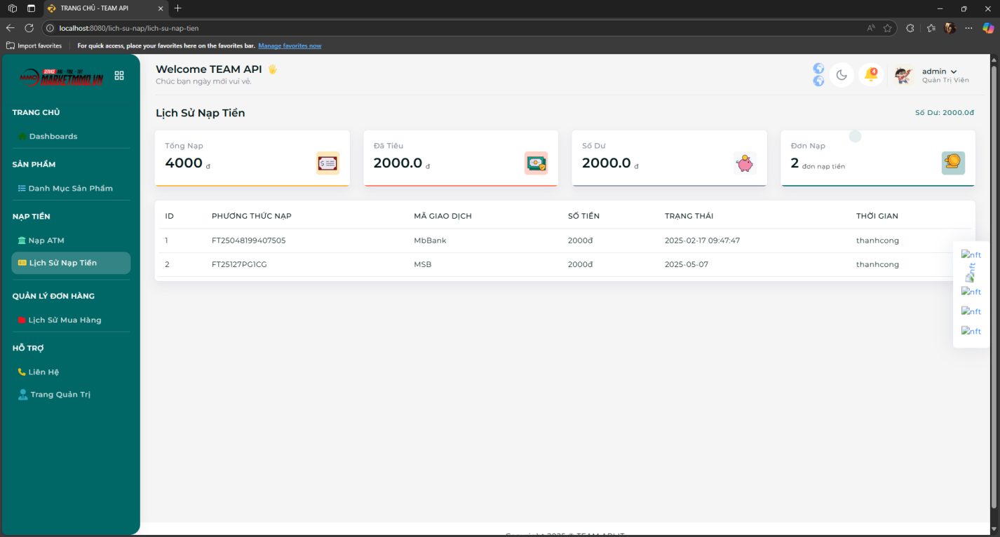 TRANG CHỦ - TEAM API
localhost:8080/lich-su-nap/lich-su-nap-tien
Import favorites
For quick access, place your favorites here on the favorites bar. Manage favorites now
MMO
MARKETMMO.VN
TRANG CHỦ
Dashboards
SẢN PHẨM
Danh Mục Sản Phẩm
NẠP TIỀN
Nạp ATM
Lịch Sử Nạp Tiền
QUẢN LÝ ĐƠN HÀNG
Lịch Sử Mua Hàng
HỖ TRỢ
Liên Hệ
Trang Quản Trị
Welcome TEAM API
Chúc bạn ngày mới vui vẻ.
4
admin
Quản Trị Viên
Lịch Sử Nạp Tiền
Số Dư: 2000.0đ
Tổng Nạp
4000 đ
Đã Tiêu
2000.0 đ
Số Dư
2000.0 đ
Đơn Nạp
2 đơn nạp tiền
ID PHƯƠNG THỨC NẠP MÃ GIAO DỊCH SỐ TIỀN TRẠNG THÁI THỜI GIAN
1 FT25048199407505 MbBank 2000đ 2025-02-17 09:47:47 thanhcong
2 FT25127PG1CG MSB 2000đ 2025-05-07 thanhcong
nft
nft
nft
nft
nft